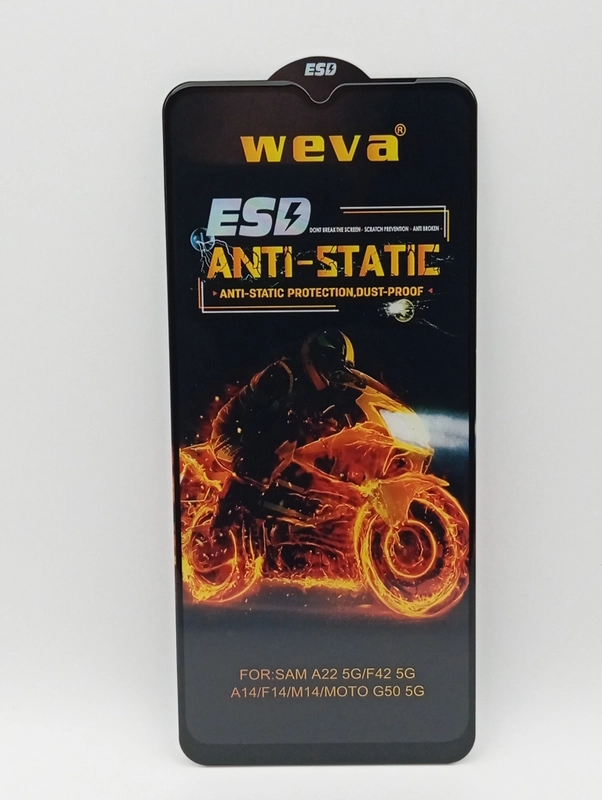 ESD
weva®
ESD
DONT BREAK THE SCREEN - SCRATCH PREVENTION - ANTI BROKEN
ANTI-STATIC
ANTI-STATIC PROTECTION,DUST-PROOF
FOR:SAM A22 5G/F42 5G
A14/F14/M14/MOTO G50 5G